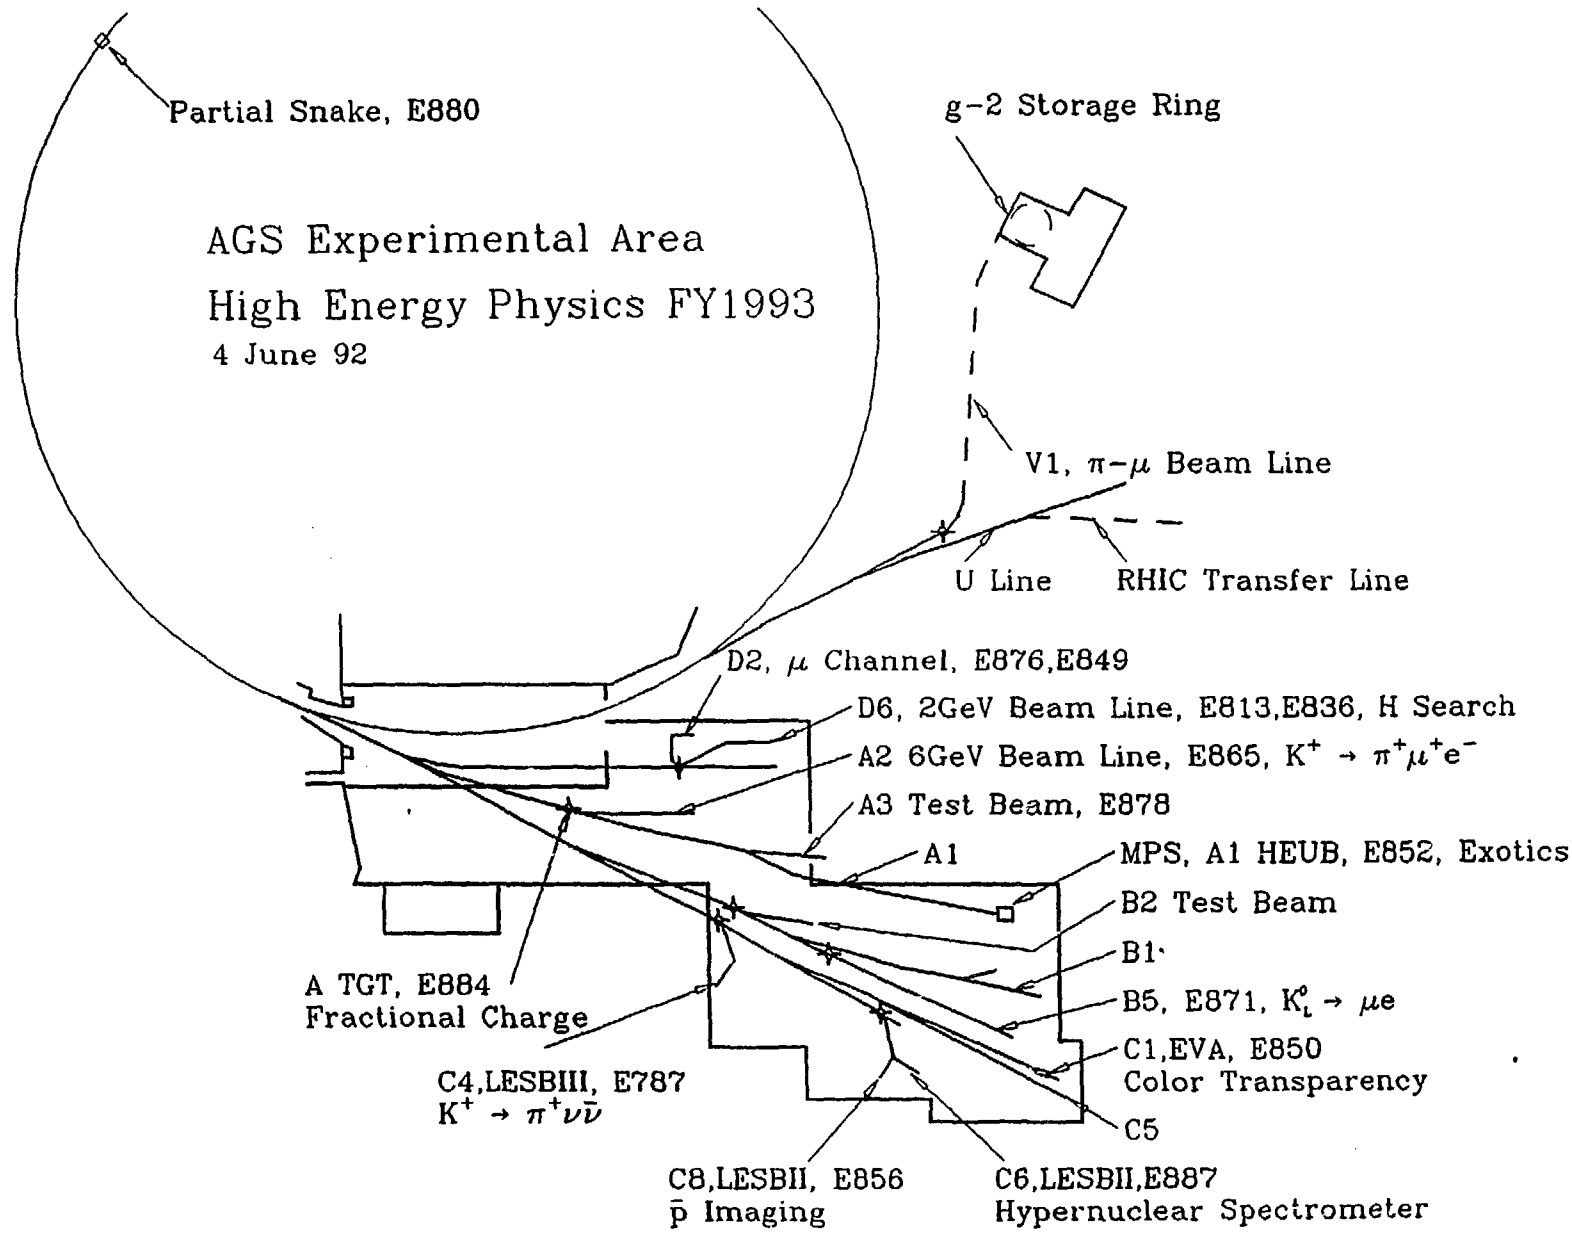 Partial Snake, E880
g-2 Storage Ring
AGS Experimental Area
High Energy Physics FY1993
4 June 92
V1, π-μ Beam Line
U Line
RHIC Transfer Line
D2, μ Channel, E876,E849
D6, 2GeV Beam Line, E813,E836, H Search
A2 6GeV Beam Line, E865, K⁺ → π⁺μ⁺e⁻
A3 Test Beam, E878
A1
MPS, A1 HEUB, E852, Exotics
B2 Test Beam
B1
A TGT, E884
Fractional Charge
B5, E871, K⁰_L → μe
C1,EVA, E850
Color Transparency
C4,LESBIII, E787
K⁺ → π⁺νν̄
C5
C8,LESBII, E856
p̄ Imaging
C6,LESBII,E887
Hypernuclear Spectrometer